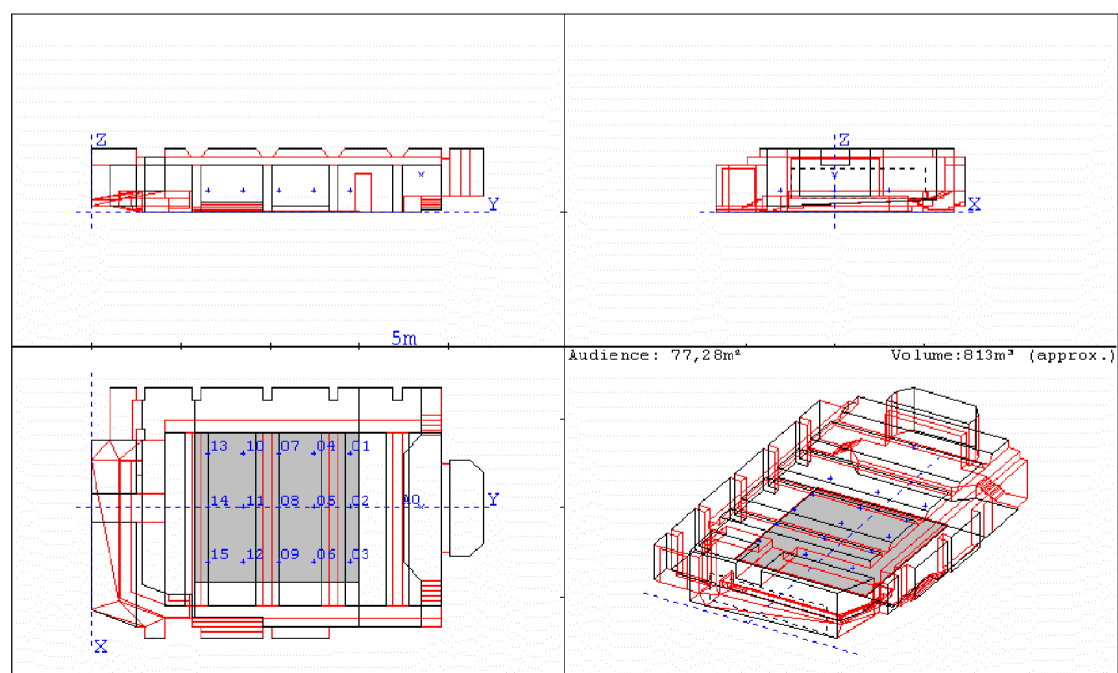 Z
Y
Z
X
5m
Audience: 77,28m² Volume:813m³ (approx.)
13 10 07 04 01
14 11 08 05 02 A0 Y
15 12 09 06 03
X